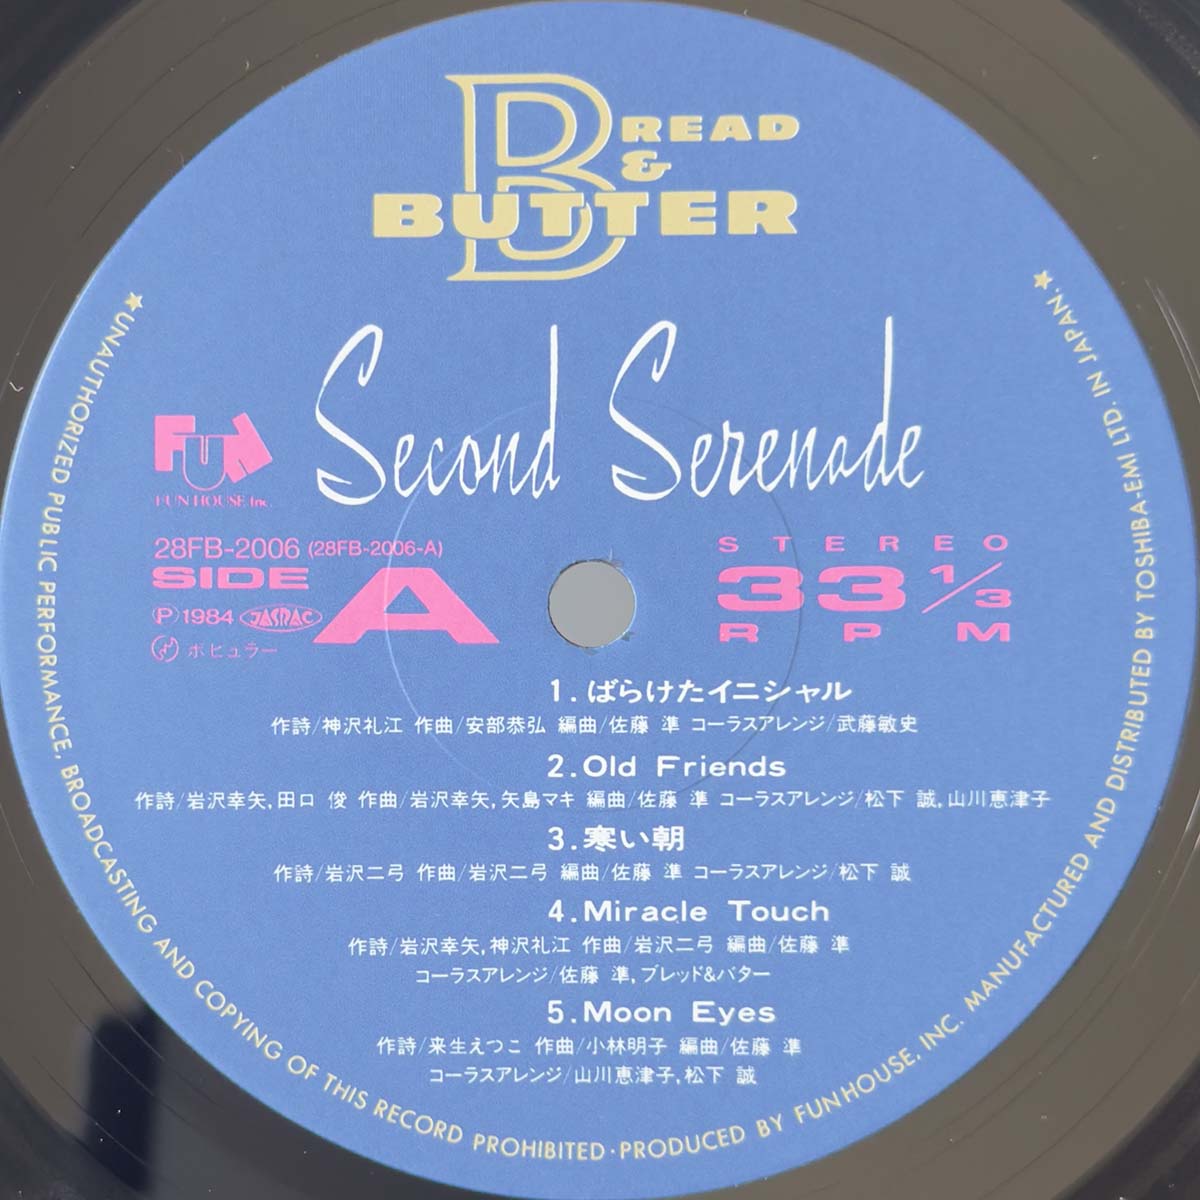 BREAD
&
BUTTER
Second Serenade
FUN
FUN HOUSE Inc.
28FB-2006 (28FB-2006-A)
SIDE A
Ⓟ1984 JASRAC
ポピュラー
STEREO
33 1/3
RPM
1. ばらけたイニシャル
作詩/神沢礼江 作曲/安部恭弘 編曲/佐藤 準 コーラスアレンジ/武藤敏史
2. Old Friends
作詩/岩沢幸矢,田口 俊 作曲/岩沢幸矢,矢島マキ 編曲/佐藤 準 コーラスアレンジ/松下 誠,山川恵津子
3. 寒い朝
作詩/岩沢二弓 作曲/岩沢二弓 編曲/佐藤 準 コーラスアレンジ/松下 誠
4. Miracle Touch
作詩/岩沢幸矢,神沢礼江 作曲/岩沢二弓 編曲/佐藤 準
コーラスアレンジ/佐藤 準,ブレッド&バター
5. Moon Eyes
作詩/来生えつこ 作曲/小林明子 編曲/佐藤 準
コーラスアレンジ/山川恵津子,松下 誠
★UNAUTHORIZED PUBLIC PERFORMANCE, BROADCASTING AND COPYING OF THIS RECORD PROHIBITED·PRODUCED BY FUNHOUSE, INC. MANUFACTURED AND DISTRIBUTED BY TOSHIBA-EMI LTD. IN JAPAN.★